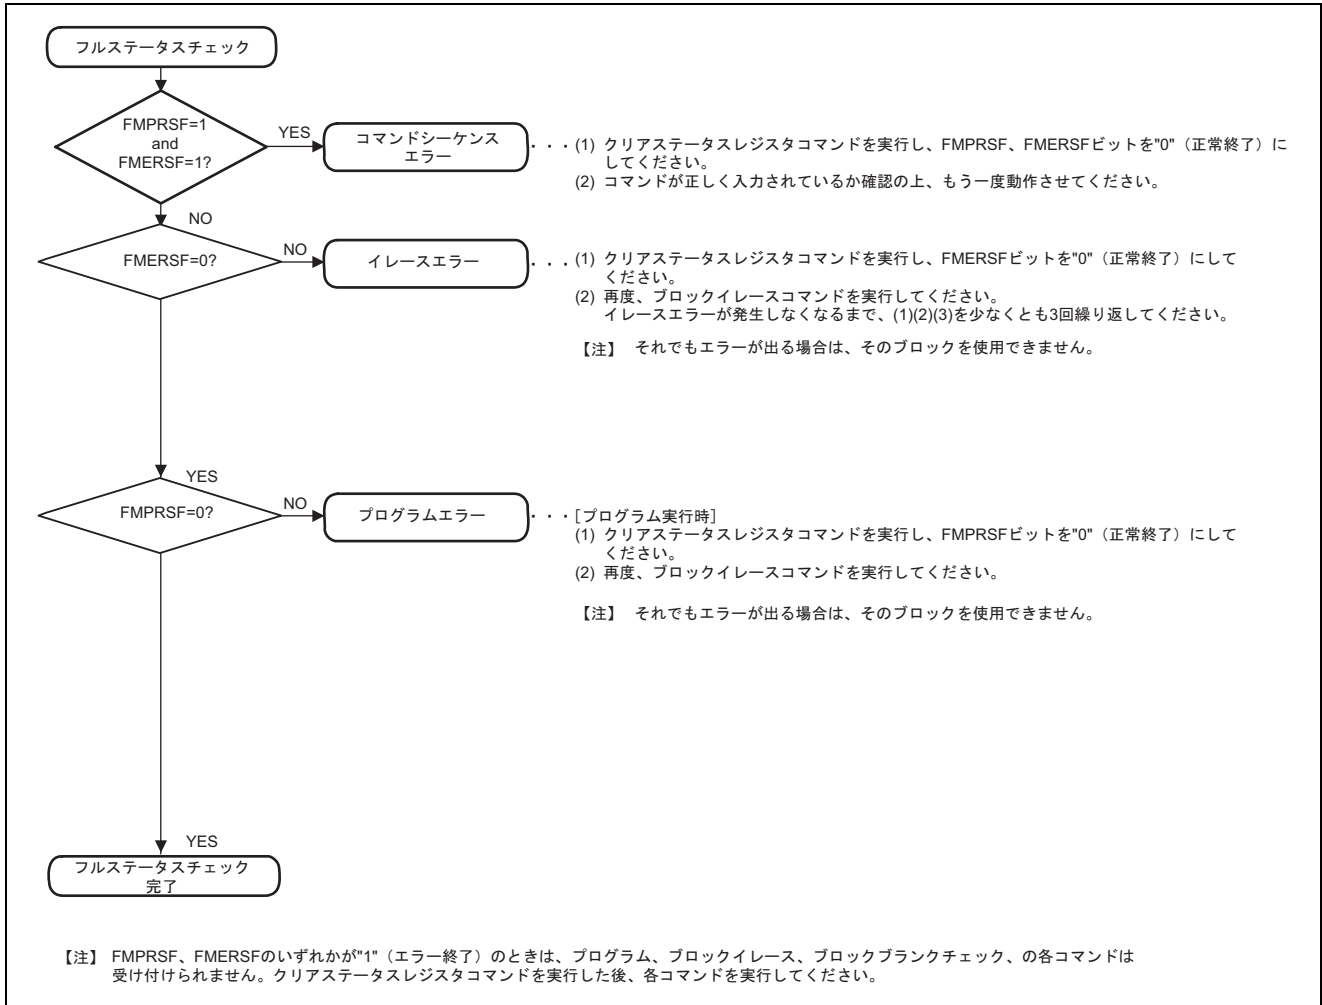 フルステータスチェック
FMPRSF=1
and
FMERSF=1?
YES
コマンドシーケンス
エラー
・・・(1) クリアステータスレジスタコマンドを実行し、FMPRSF、FMERSFビットを"0"（正常終了）に
してください。
(2) コマンドが正しく入力されているか確認の上、もう一度動作させてください。
NO
FMERSF=0?
NO
イレースエラー
・・・(1) クリアステータスレジスタコマンドを実行し、FMERSFビットを"0"（正常終了）にして
ください。
(2) 再度、ブロックイレースコマンドを実行してください。
イレースエラーが発生しなくなるまで、(1)(2)(3)を少なくとも3回繰り返してください。
【注】 それでもエラーが出る場合は、そのブロックを使用できません。
YES
FMPRSF=0?
NO
プログラムエラー
・・・[プログラム実行時]
(1) クリアステータスレジスタコマンドを実行し、FMPRSFビットを"0"（正常終了）にして
ください。
(2) 再度、ブロックイレースコマンドを実行してください。
【注】 それでもエラーが出る場合は、そのブロックを使用できません。
YES
フルステータスチェック
完了
【注】 FMPRSF、FMERSFのいずれかが"1"（エラー終了）のときは、プログラム、ブロックイレース、ブロックブランクチェック、の各コマンドは
受け付けられません。クリアステータスレジスタコマンドを実行した後、各コマンドを実行してください。